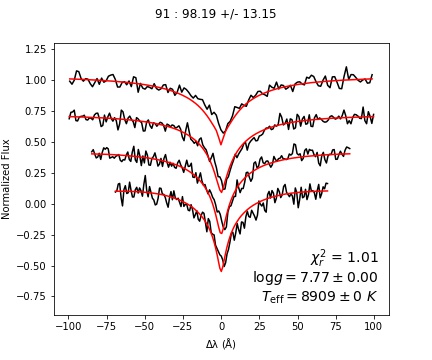 91 : 98.19 +/- 13.15
1.25
1.00
0.75
0.50
0.25
0.00
−0.25
−0.50
−0.75
Normalized Flux
χ²ᵣ = 1.01
logg = 7.77 ± 0.00
T_eff = 8909 ± 0 K
−100 −75 −50 −25 0 25 50 75 100
Δλ (Å)